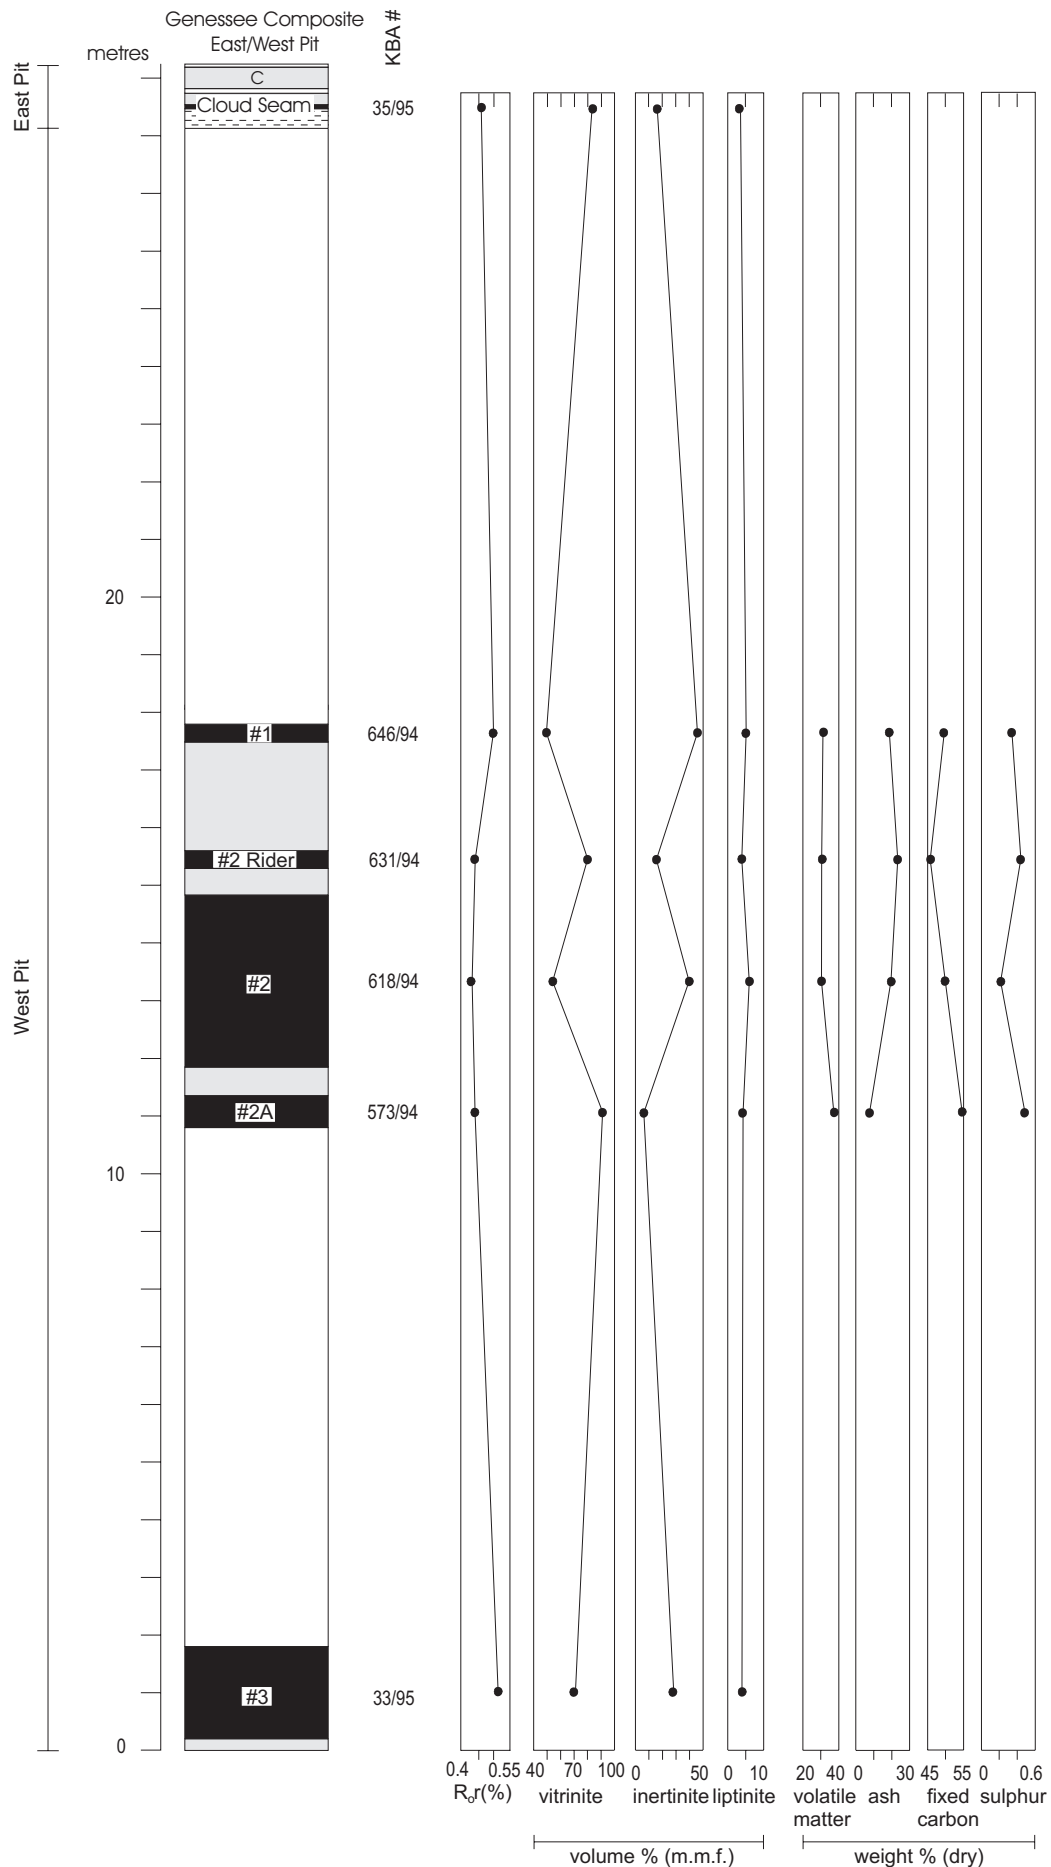 Genessee Composite
East/West Pit
metres
KBA #
East Pit
C
Cloud Seam
35/95
20
#1
646/94
#2 Rider
631/94
West Pit
#2
618/94
#2A
573/94
10
#3
33/95
0
0.4 0.55 40 70 100 0 50 0 10 20 40 0 30 45 55 0 0.6
Ror(%) vitrinite inertinite liptinite volatile matter ash fixed carbon sulphur
volume % (m.m.f.) weight % (dry)